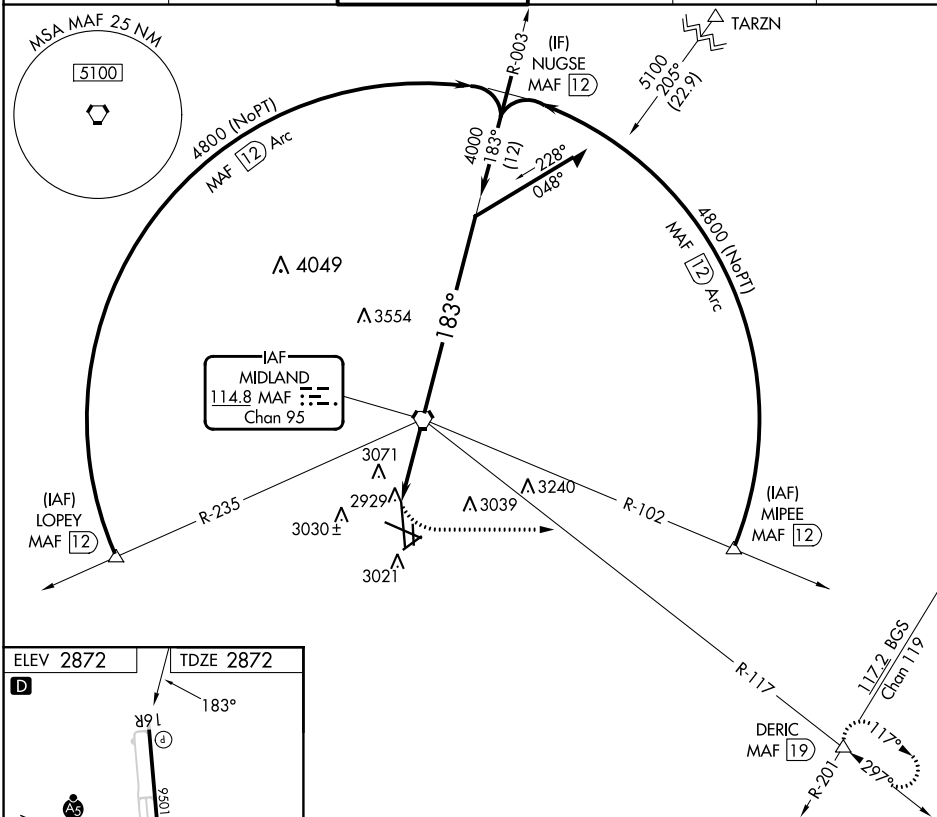 MSA MAF 25 NM
5100
4800 (NoPT)
MAF 12 Arc
R-003
(IF)
NUGSE
MAF 12
TARZN
5100
205°
(22.9)
4000
183°
(12)
228°
048°
4800 (NoPT)
MAF 12 Arc
4049
3554
183°
IAF
MIDLAND
114.8 MAF
Chan 95
3071
2929
3030 ±
3039
3240
3021
(IAF)
LOPEY
MAF 12
R-235
R-102
(IAF)
MIPEE
MAF 12
R-117
117.2 BGS
Chan 119
DERIC
MAF 19
117°
297°
R-201
ELEV 2872
TDZE 2872
D
183°
16R
P
9501
A5